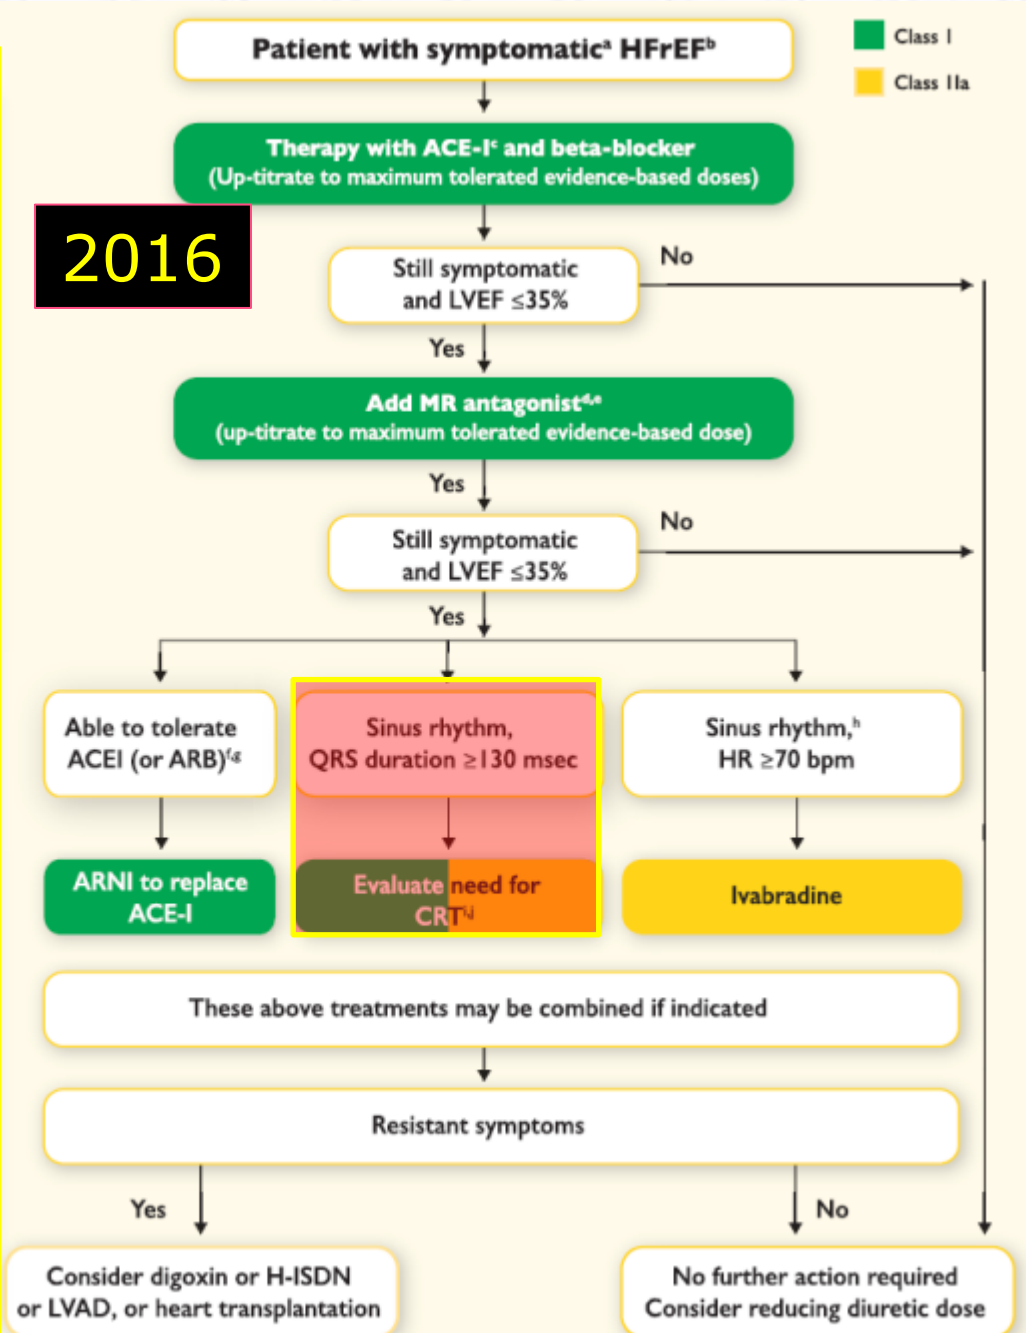 Patient with symptomaticᵃ HFrEFᵇ
Class I
Class IIa
Therapy with ACE-Iᶜ and beta-blocker
(Up-titrate to maximum tolerated evidence-based doses)
2016
Still symptomatic
and LVEF ≤35%
No
Yes
Add MR antagonistᵈ,ᵉ
(up-titrate to maximum tolerated evidence-based dose)
Yes
Still symptomatic
and LVEF ≤35%
No
Yes
Able to tolerate
ACEI (or ARB)ᶠ,ᵍ
Sinus rhythm,
QRS duration ≥130 msec
Sinus rhythm,ʰ
HR ≥70 bpm
ARNI to replace
ACE-I
Evaluate need for
CRTⁱ,ʲ
Ivabradine
These above treatments may be combined if indicated
Resistant symptoms
Yes
No
Consider digoxin or H-ISDN
or LVAD, or heart transplantation
No further action required
Consider reducing diuretic dose